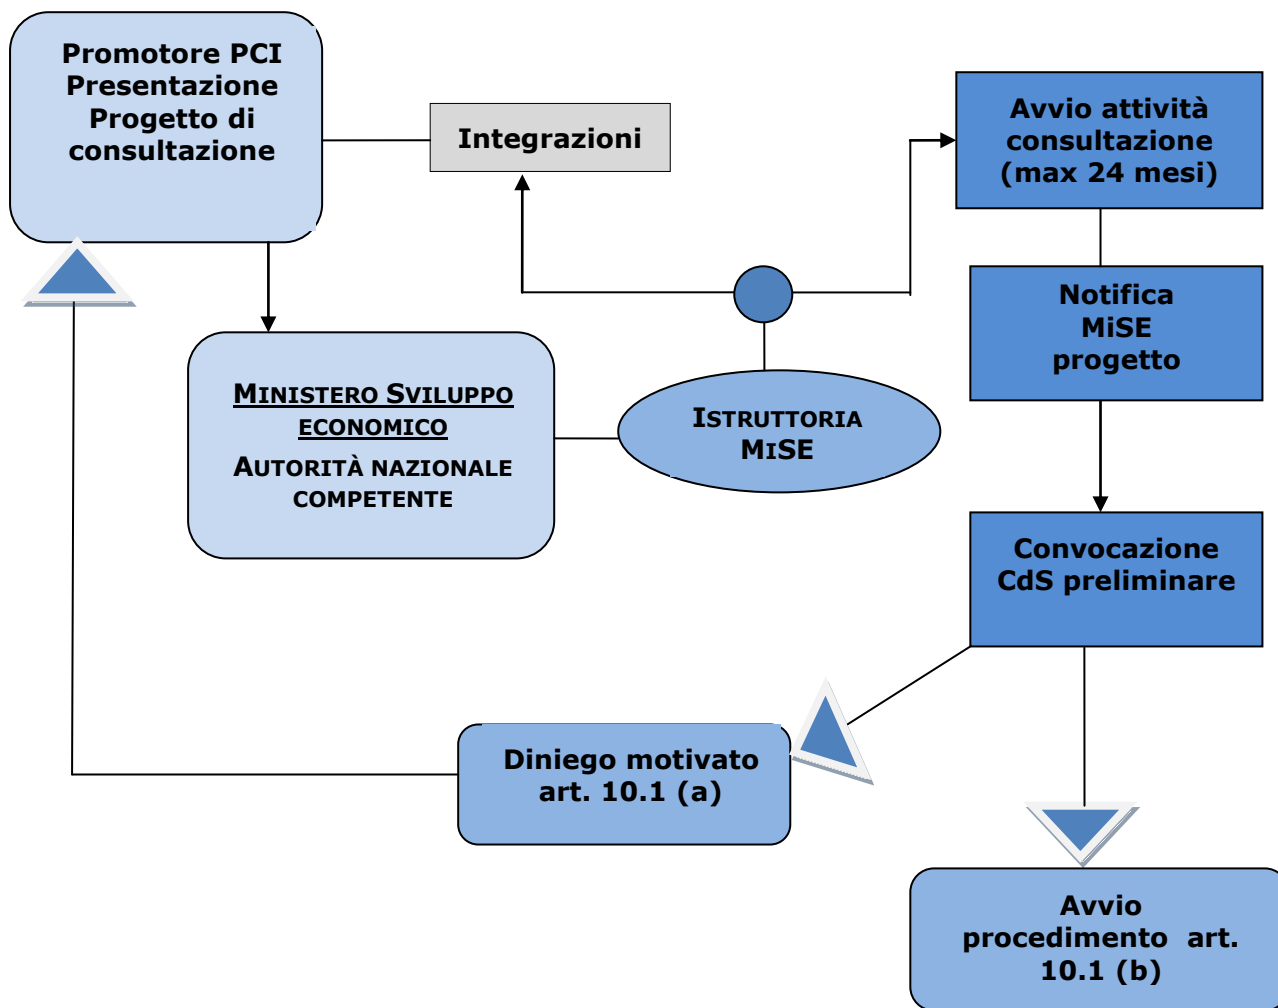 Promotore PCI
Presentazione
Progetto di
consultazione
Integrazioni
Avvio attività
consultazione
(max 24 mesi)
Notifica
MiSE
progetto
MINISTERO SVILUPPO
ECONOMICO
AUTORITÀ NAZIONALE
COMPETENTE
ISTRUTTORIA
MISE
Convocazione
CdS preliminare
Diniego motivato
art. 10.1 (a)
Avvio
procedimento art.
10.1 (b)